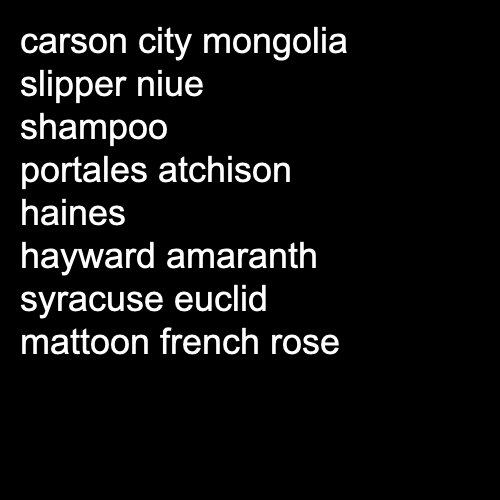 carson city mongolia
slipper niue
shampoo
portales atchison
haines
hayward amaranth
syracuse euclid
mattoon french rose